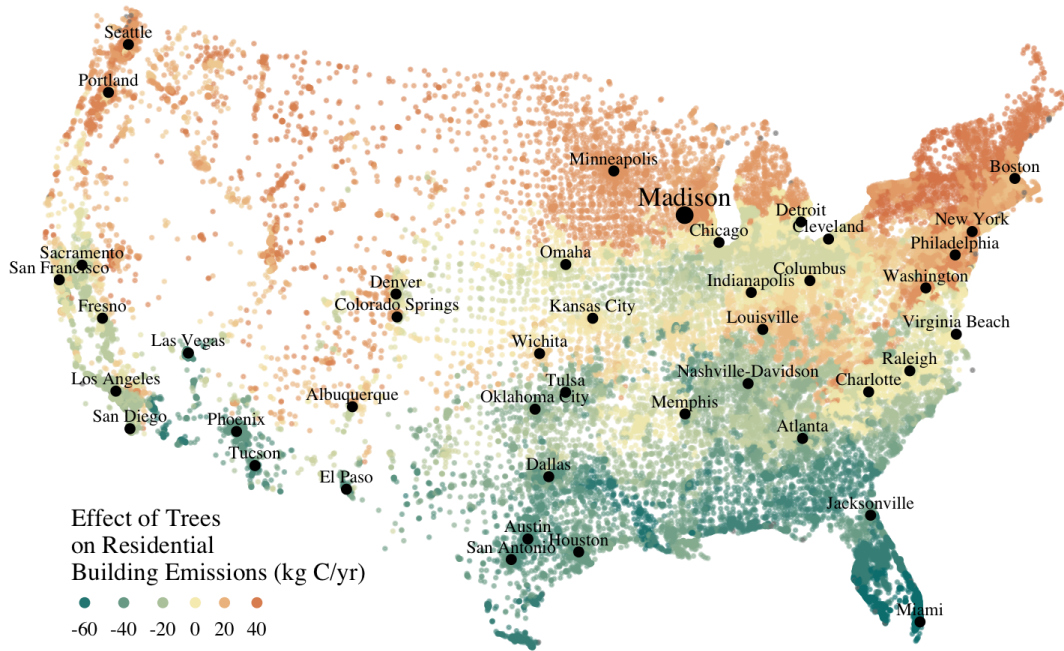 Seattle
Portland
Minneapolis
Boston
Madison
Detroit
New York
Chicago
Cleveland
Philadelphia
Sacramento
Omaha
San Francisco
Columbus
Washington
Denver
Indianapolis
Fresno
Colorado Springs
Kansas City
Louisville
Virginia Beach
Las Vegas
Wichita
Raleigh
Los Angeles
Tulsa
Nashville-Davidson
Charlotte
Albuquerque
Oklahoma City
Memphis
San Diego
Phoenix
Atlanta
Tucson
Dallas
El Paso
Jacksonville
Effect of Trees
on Residential
Building Emissions (kg C/yr)
Austin
San Antonio
Houston
Miami
-60 -40 -20 0 20 40